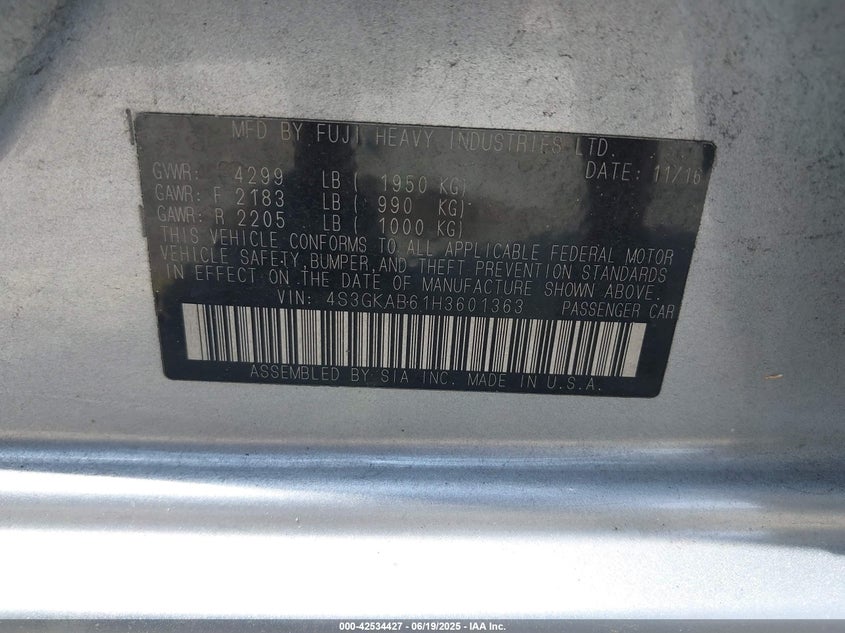 MFD BY FUJI HEAVY INDUSTRIES LTD.
GVWR: 4299 LB ( 1950 KG) DATE: 11/16
GAWR: F 2183 LB ( 990 KG)
GAWR: R 2205 LB ( 1000 KG)
THIS VEHICLE CONFORMS TO ALL APPLICABLE FEDERAL MOTOR
VEHICLE SAFETY,BUMPER,AND THEFT PREVENTION STANDARDS
IN EFFECT ON THE DATE OF MANUFACTURE SHOWN ABOVE.
VIN: 4S3GKAB61H3601363 PASSENGER CAR
ASSEMBLED BY SIA INC. MADE IN U.S.A.
000-42534427 - 06/19/2025 - IAA Inc.